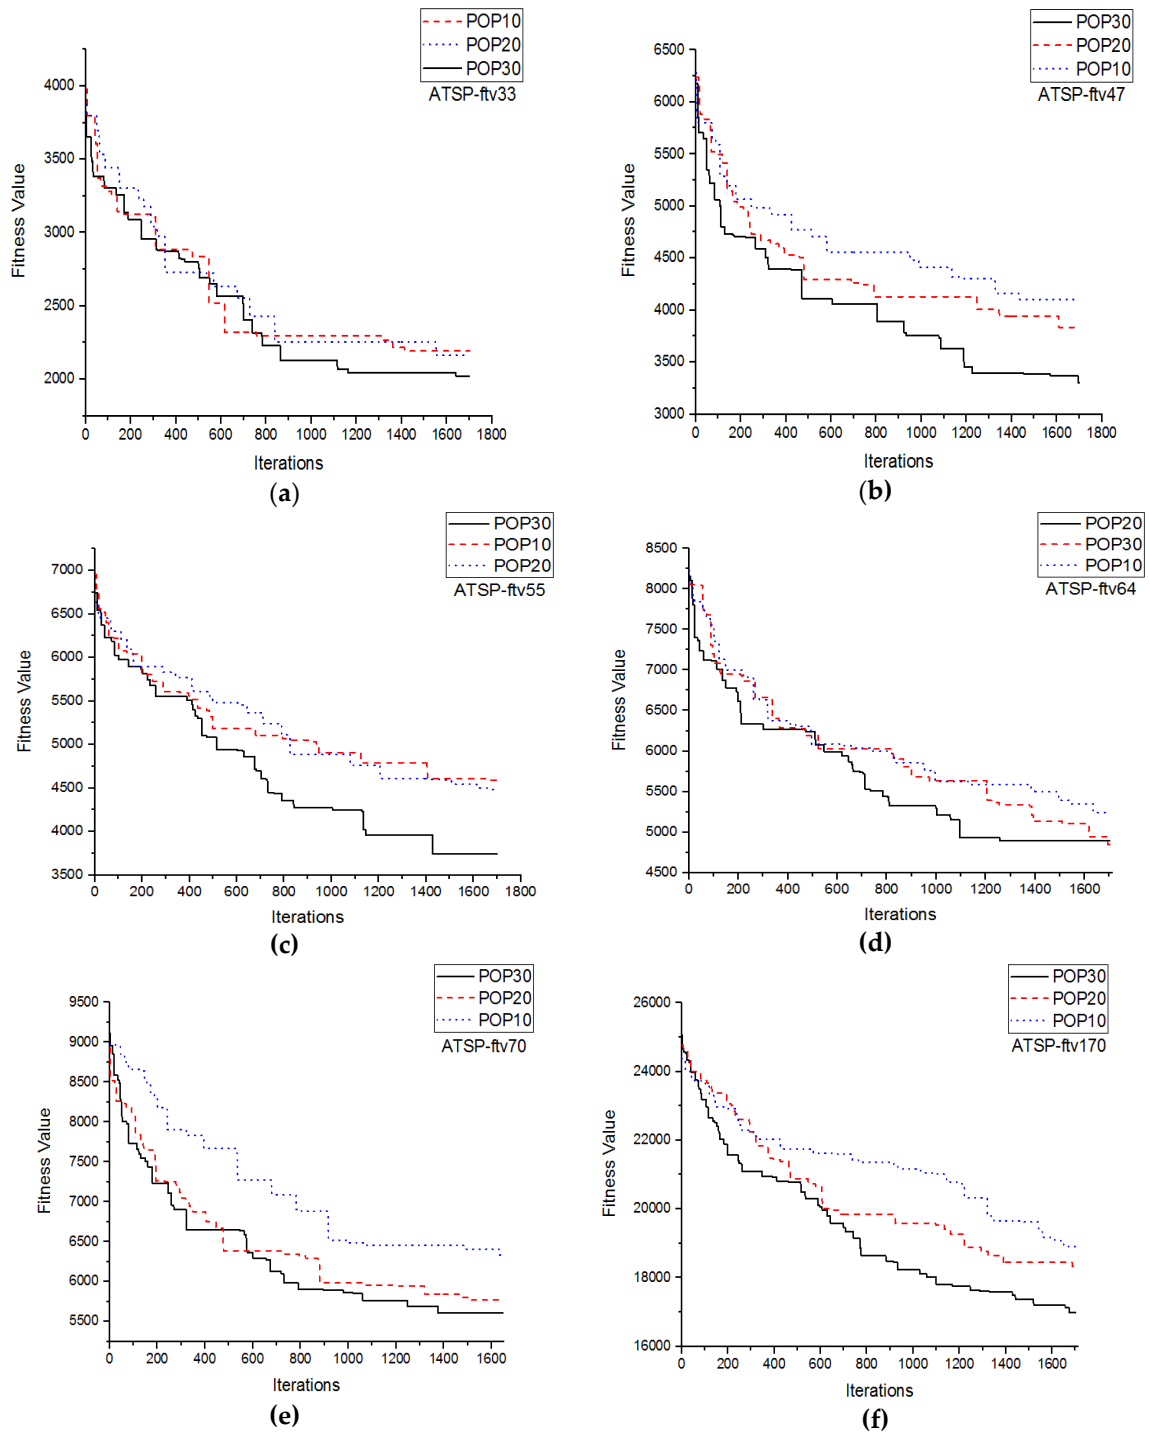 POP10
POP20
POP30
ATSP-ftv33
4000
3500
3000
2500
2000
Fitness Value
0 200 400 600 800 1000 1200 1400 1600 1800
Iterations
(a)
POP30
POP20
POP10
ATSP-ftv47
6500
6000
5500
5000
4500
4000
3500
3000
Fitness Value
0 200 400 600 800 1000 1200 1400 1600 1800
Iterations
(b)
POP30
POP10
POP20
ATSP-ftv55
7000
6500
6000
5500
5000
4500
4000
3500
Fitness Value
0 200 400 600 800 1000 1200 1400 1600 1800
Iterations
(c)
POP20
POP30
POP10
ATSP-ftv64
8500
8000
7500
7000
6500
6000
5500
5000
4500
Fitness Value
0 200 400 600 800 1000 1200 1400 1600
Iterations
(d)
POP30
POP20
POP10
ATSP-ftv70
9500
9000
8500
8000
7500
7000
6500
6000
5500
Fitness Value
0 200 400 600 800 1000 1200 1400 1600
Iterations
(e)
POP30
POP20
POP10
ATSP-ftv170
26000
24000
22000
20000
18000
16000
Fitness Value
0 200 400 600 800 1000 1200 1400 1600
Iterations
(f)